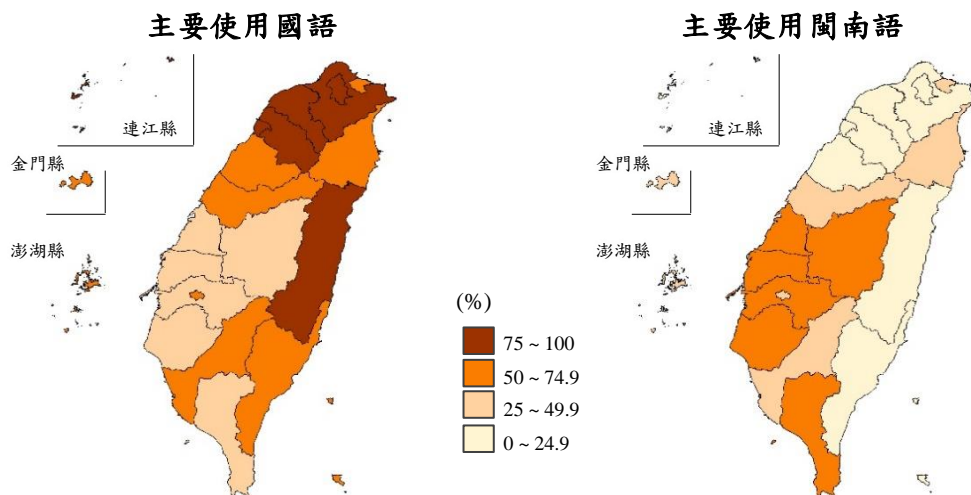 主要使用國語
主要使用閩南語
連江縣
金門縣
澎湖縣
連江縣
金門縣
澎湖縣
(%)
75 ~ 100
50 ~ 74.9
25 ~ 49.9
0 ~ 24.9